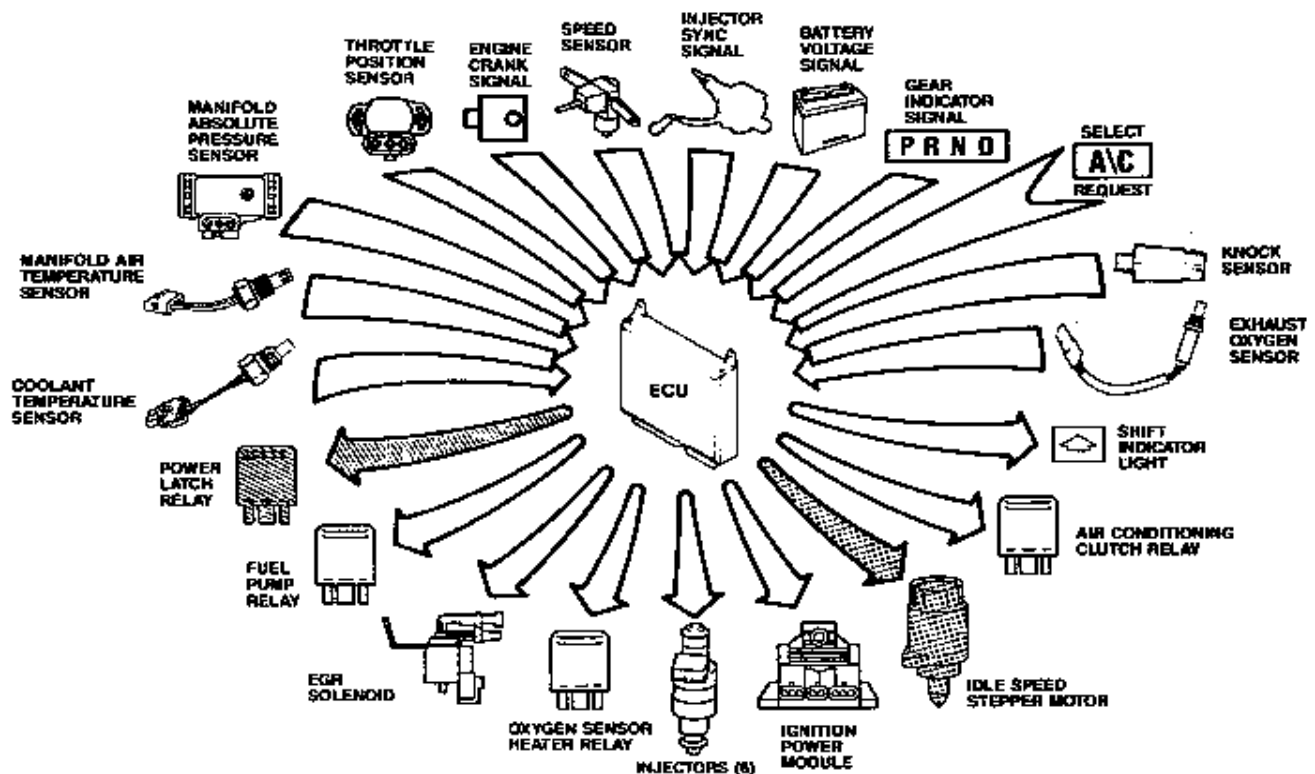 THROTTLE
POSITION
SENSOR
ENGINE
CRANK
SIGNAL
SPEED
SENSOR
INJECTOR
SYNC
SIGNAL
BATTERY
VOLTAGE
SIGNAL
GEAR
INDICATOR
SIGNAL
P R N D
SELECT
A\C
REQUEST
MANIFOLD
ABSOLUTE
PRESSURE
SENSOR
MANIFOLD AIR
TEMPERATURE
SENSOR
KNOCK
SENSOR
EXHAUST
OXYGEN
SENSOR
COOLANT
TEMPERATURE
SENSOR
ECU
SHIFT
INDICATOR
LIGHT
POWER
LATCH
RELAY
AIR CONDITIONING
CLUTCH RELAY
FUEL
PUMP
RELAY
EGR
SOLENOID
OXYGEN SENSOR
HEATER RELAY
INJECTORS (6)
IGNITION
POWER
MODULE
IDLE SPEED
STEPPER MOTOR